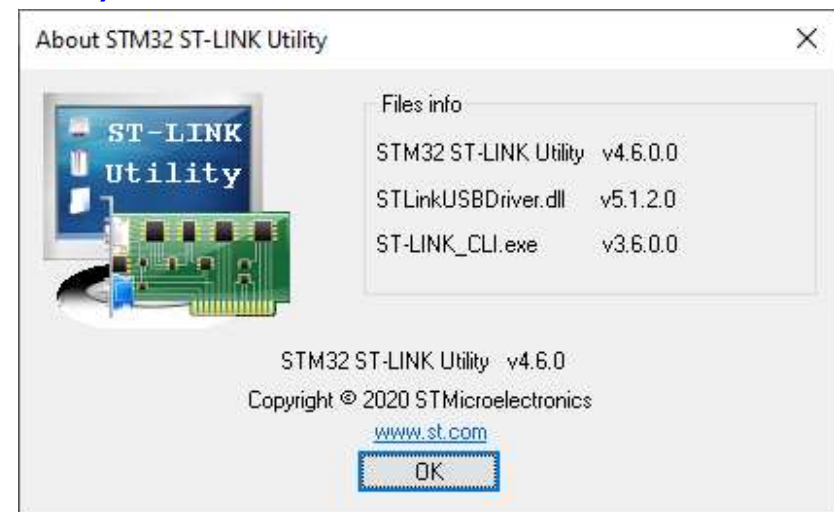 About STM32 ST-LINK Utility
ST-LINK
Utility
Files info
STM32 ST-LINK Utility v4.6.0.0
STLinkUSBDriver.dll v5.1.2.0
ST-LINK_CLI.exe v3.6.0.0
STM32 ST-LINK Utility v4.6.0
Copyright © 2020 STMicroelectronics
www.st.com
OK